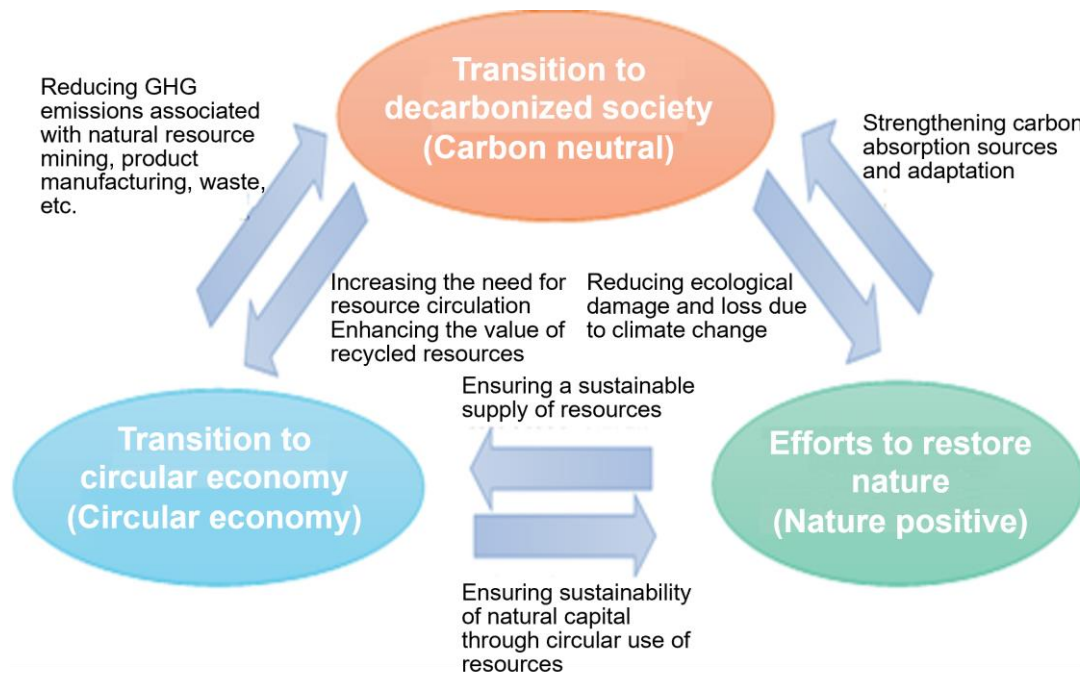 Transition to
decarbonized society
(Carbon neutral)
Reducing GHG
emissions associated
with natural resource
mining, product
manufacturing, waste,
etc.
Strengthening carbon
absorption sources
and adaptation
Increasing the need for
resource circulation
Enhancing the value of
recycled resources
Reducing ecological
damage and loss due
to climate change
Ensuring a sustainable
supply of resources
Transition to
circular economy
(Circular economy)
Efforts to restore
nature
(Nature positive)
Ensuring sustainability
of natural capital
through circular use of
resources